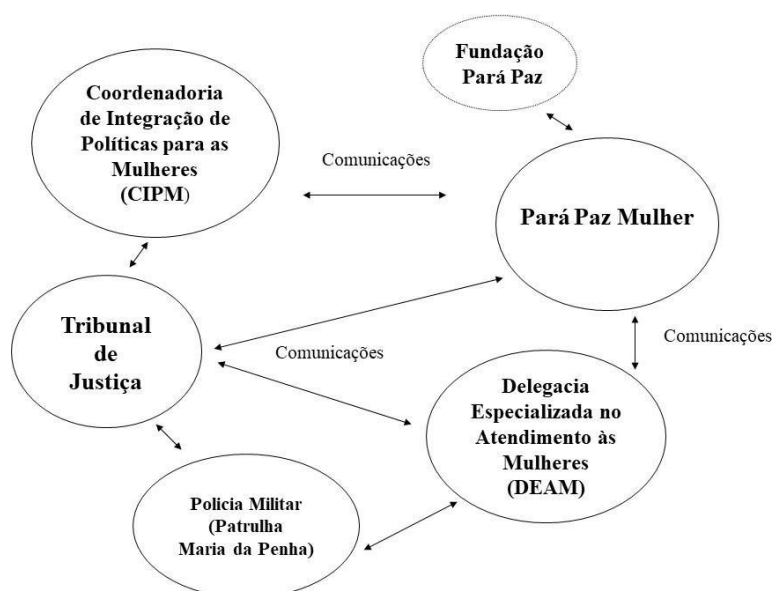 Fundação
Pará Paz
Coordenadoria
de Integração de
Políticas para as
Mulheres
(CIPM)
Comunicações
Pará Paz Mulher
Tribunal
de
Justiça
Comunicações
Comunicações
Delegacia
Especializada no
Atendimento às
Mulheres
(DEAM)
Policia Militar
(Patrulha
Maria da Penha)